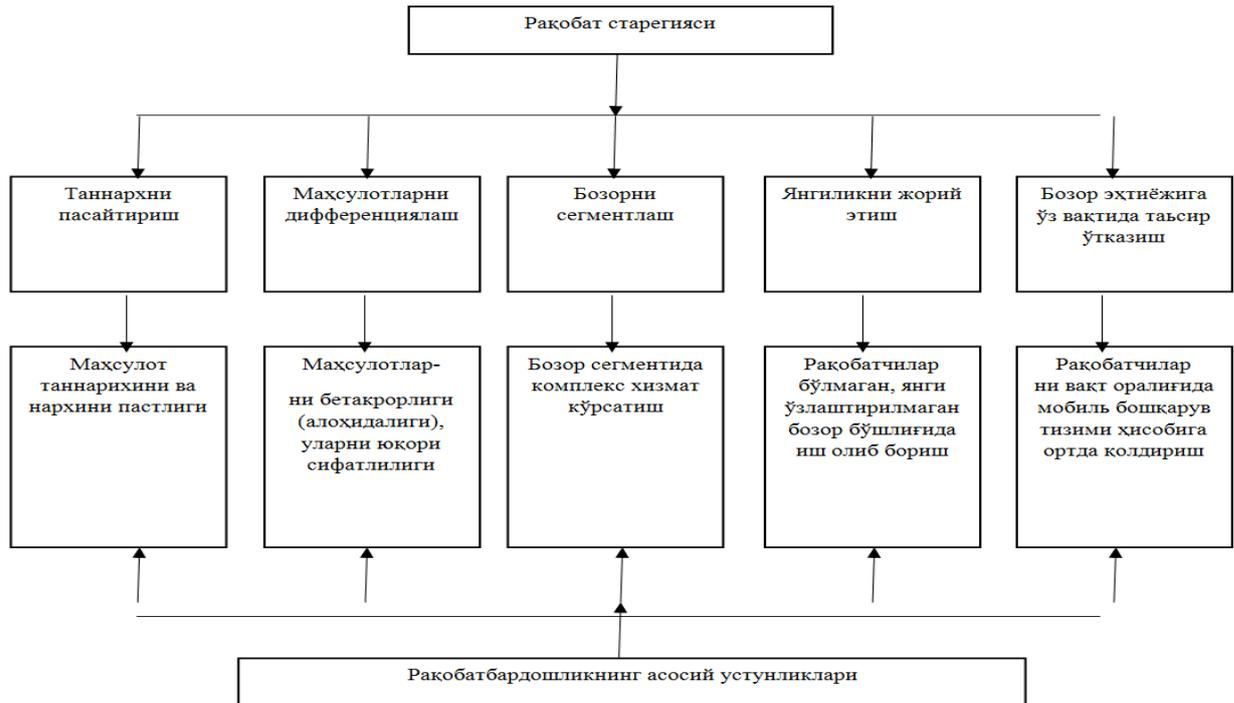 Рақобат старегияси
Таннархни
пасайтириш
Маҳсулотларни
дифференциялаш
Бозорни
сегментлаш
Янгиликни жорий
этиш
Бозор эҳтиёжига
ўз вақтида таьсир
ўтказиш
Маҳсулот
таннарихини ва
нархини пастлиги
Маҳсулотлар-
ни бетакрорлиги
(алоҳидалиги),
уларни юқори
сифатлилиги
Бозор сегментида
комплекс хизмат
кўрсатиш
Рақобатчилар
бўлмаган, янги
ўзлаштирилмаган
бозор бўшлиғида
иш олиб бориш
Рақобатчилар
ни вақт оралиғида
мобиль бошқарув
тизими ҳисобига
ортда қолдириш
Рақобатбардошликнинг асосий устунликлари